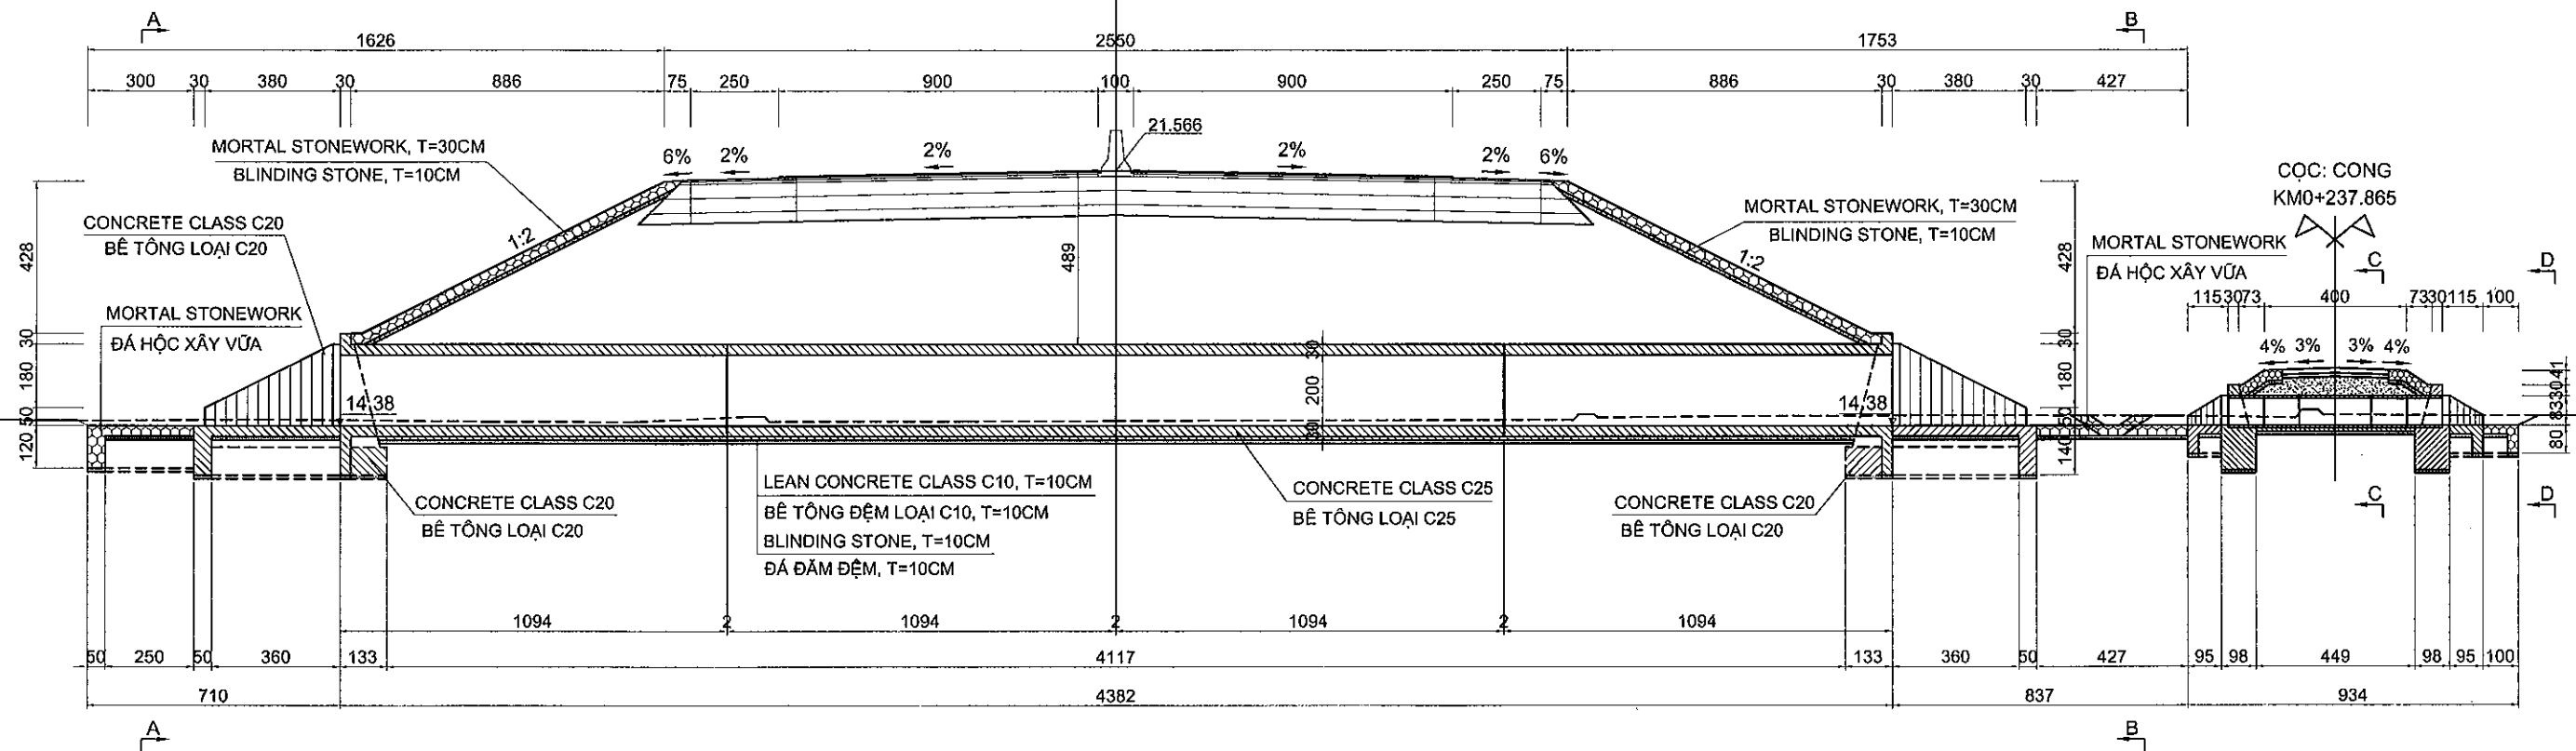 A
B
1626
2550
1753
300
30
380
30
886
75
250
900
100
900
250
75
886
30
380
30
427
21.566
MORTAL STONEWORK, T=30CM
BLINDING STONE, T=10CM
6%
2%
2%
2%
2%
6%
CỌC: CONG
KM0+237.865
CONCRETE CLASS C20
BÊ TÔNG LOẠI C20
1:2
MORTAL STONEWORK, T=30CM
BLINDING STONE, T=10CM
1:2
MORTAL STONEWORK
ĐÁ HỘC XÂY VỮA
C
D
428
489
428
115
30
73
400
73
30
115
100
MORTAL STONEWORK
ĐÁ HỘC XÂY VỮA
30
180
50
120
30
200
30
30
180
50
140
4%
3%
3%
4%
41
30
83
80
14.38
14.38
LEAN CONCRETE CLASS C10, T=10CM
BÊ TÔNG ĐỆM LOẠI C10, T=10CM
BLINDING STONE, T=10CM
ĐÁ DĂM ĐỆM, T=10CM
CONCRETE CLASS C20
BÊ TÔNG LOẠI C20
CONCRETE CLASS C25
BÊ TÔNG LOẠI C25
CONCRETE CLASS C20
BÊ TÔNG LOẠI C20
C
D
1094
2
1094
2
1094
2
1094
50
250
50
360
133
4117
133
360
50
427
95
98
449
98
95
100
710
4382
837
934
A
B